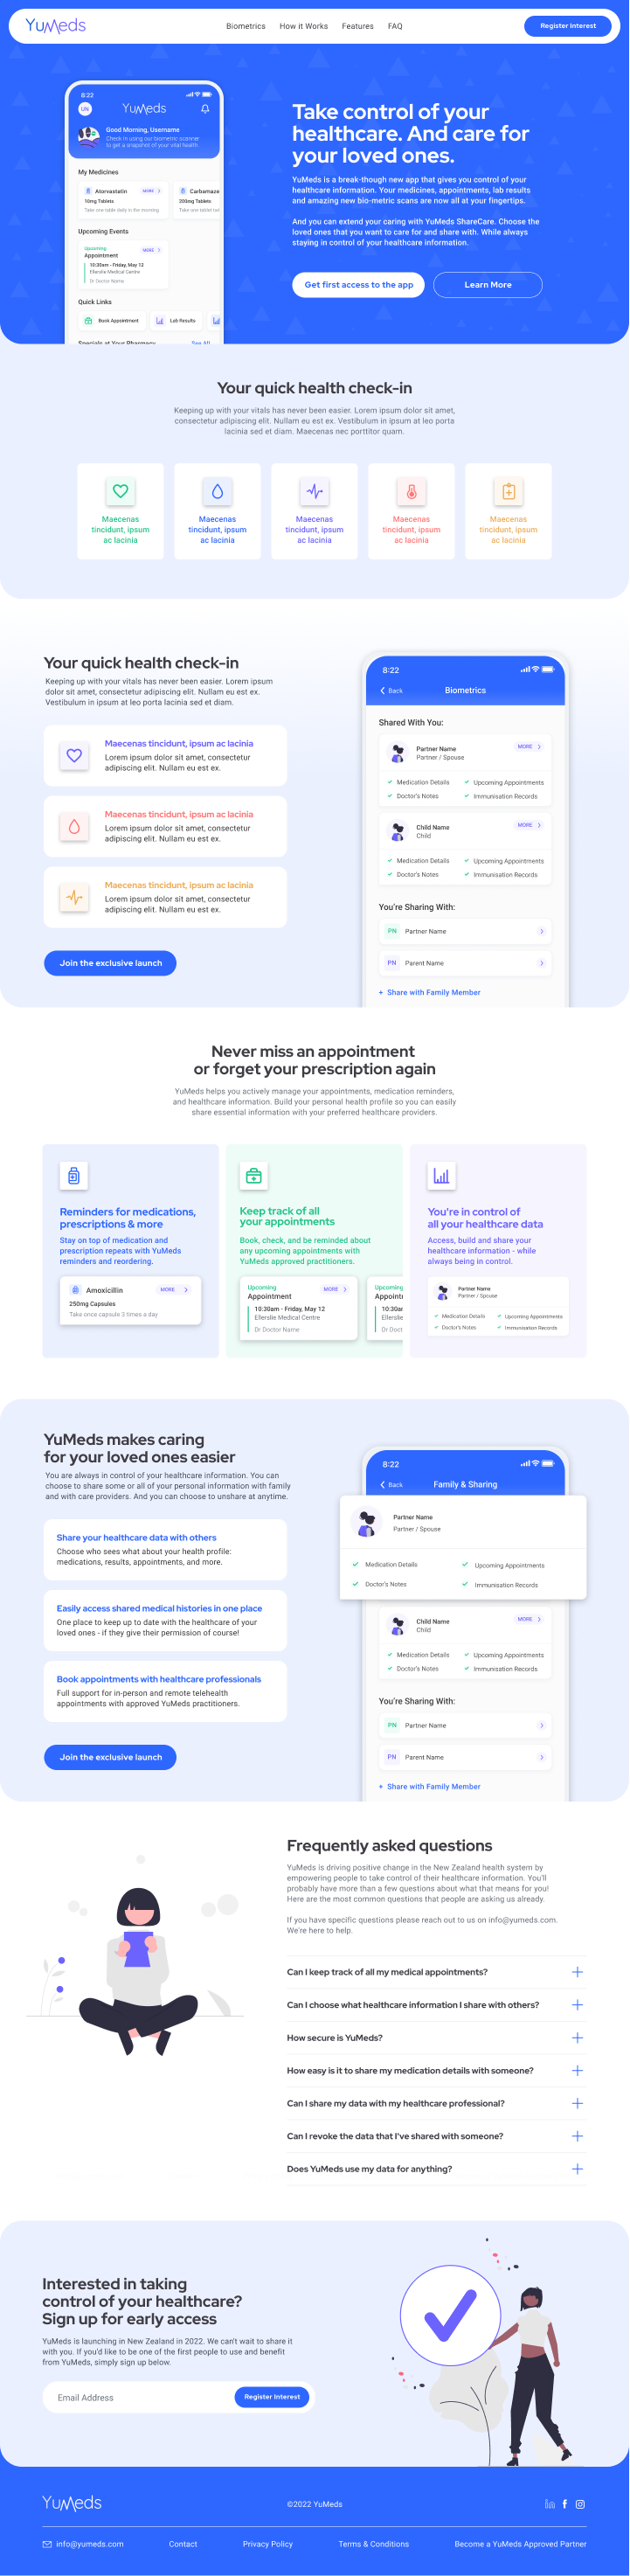 YuMeds
Biometrics
How it Works
Features
FAQ
Register Interest
8:22
UN
YuMeds
Good Morning, Username
Check in using our biometric scanner
to get a snapshot of your vital health
My Medicines
Atorvastatin
MORE
10mg Tablets
Take one table daily in the morning
Carbamaze
200mg Tablets
Take one tablet tw
Upcoming Events
Upcoming
Appointment
MORE
10:30am - Friday, May 12
Ellerslie Medical Centre
Dr Doctor Name
Quick Links
Book Appointment
Lab Results
Specials at Your Pharmacy
See All
Take control of your
healthcare. And care for
your loved ones.
YuMeds is a break-though new app that gives you control of your
healthcare information. Your medicines, appointments, lab results
and amazing new bio-metric scans are now all at your fingertips.
And you can extend your caring with YuMeds ShareCare. Choose the
loved ones that you want to care for and share with. While always
staying in control of your healthcare information.
Get first access to the app
Learn More
Your quick health check-in
Keeping up with your vitals has never been easier. Lorem ipsum dolor sit amet,
consectetur adipiscing elit. Nullam eu est ex. Vestibulum in ipsum at leo porta
lacinia sed et diam. Maecenas nec porttitor quam.
Maecenas
tincidunt, ipsum
ac lacinia
Maecenas
tincidunt, ipsum
ac lacinia
Maecenas
tincidunt, ipsum
ac lacinia
Maecenas
tincidunt, ipsum
ac lacinia
Maecenas
tincidunt, ipsum
ac lacinia
Your quick health check-in
Keeping up with your vitals has never been easier. Lorem ipsum
dolor sit amet, consectetur adipiscing elit. Nullam eu est ex.
Vestibulum in ipsum at leo porta lacinia sed et diam.
Maecenas tincidunt, ipsum ac lacinia
Lorem ipsum dolor sit amet, consectetur
adipiscing elit. Nullam eu est ex.
Maecenas tincidunt, ipsum ac lacinia
Lorem ipsum dolor sit amet, consectetur
adipiscing elit. Nullam eu est ex.
Maecenas tincidunt, ipsum ac lacinia
Lorem ipsum dolor sit amet, consectetur
adipiscing elit. Nullam eu est ex.
Join the exclusive launch
8:22
Back
Biometrics
Shared With You:
Partner Name
Partner / Spouse
MORE
Medication Details
Upcoming Appointments
Doctor's Notes
Immunisation Records
Child Name
Child
MORE
Medication Details
Upcoming Appointments
Doctor's Notes
Immunisation Records
You're Sharing With:
PN
Partner Name
PN
Parent Name
+ Share with Family Member
Never miss an appointment
or forget your prescription again
YuMeds helps you actively manage your appointments, medication reminders,
and healthcare information. Build your personal health profile so you can easily
share essential information with your preferred healthcare providers.
Reminders for medications,
prescriptions & more
Stay on top of medication and
prescription repeats with YuMeds
reminders and reordering.
Amoxicillin
MORE
250mg Capsules
Take once capsule 3 times a day
Keep track of all
your appointments
Book, check, and be reminded about
any upcoming appointments with
YuMeds approved practitioners.
Upcoming
Appointment
MORE
10:30am - Friday, May 12
Ellerslie Medical Centre
Dr Doctor Name
Upcoming
Appointm
10:30ar
Ellerslie
Dr Doct
You're in control of
all your healthcare data
Access, build and share your
healthcare information - while
always being in control.
Partner Name
Partner / Spouse
Medication Details
Upcoming Appointments
Doctor's Notes
Immunisation Records
YuMeds makes caring
for your loved ones easier
You are always in control of your healthcare information. You can
choose to share some or all of your personal information with family
and with care providers. And you can choose to unshare at anytime.
Share your healthcare data with others
Choose who sees what about your health profile:
medications, results, appointments, and more.
Easily access shared medical histories in one place
One place to keep up to date with the healthcare of your
loved ones - if they give their permission of course!
Book appointments with healthcare professionals
Full support for in-person and remote telehealth
appointments with approved YuMeds practitioners.
Join the exclusive launch
8:22
Back
Family & Sharing
Partner Name
Partner / Spouse
Medication Details
Upcoming Appointments
Doctor's Notes
Immunisation Records
Child Name
Child
MORE
Medication Details
Upcoming Appointments
Doctor's Notes
Immunisation Records
You're Sharing With:
PN
Partner Name
PN
Parent Name
+ Share with Family Member
Frequently asked questions
YuMeds is driving positive change in the New Zealand health system by
empowering people to take control of their healthcare information. You'll
probably have more than a few questions about what that means for you!
Here are the most common questions that people are asking us already.
If you have specific questions please reach out to us on info@yumeds.com.
We're here to help.
Can I keep track of all my medical appointments?
Can I choose what healthcare information I share with others?
How secure is YuMeds?
How easy is it to share my medication details with someone?
Can I share my data with my healthcare professional?
Can I revoke the data that I've shared with someone?
Does YuMeds use my data for anything?
Interested in taking
control of your healthcare?
Sign up for early access
YuMeds is launching in New Zealand in 2022. We can't wait to share it
with you. If you'd like to be one of the first people to use and benefit
from YuMeds, simply sign up below.
Email Address
Register Interest
YuMeds
©2022 YuMeds
info@yumeds.com
Contact
Privacy Policy
Terms & Conditions
Become a YuMeds Approved Partner